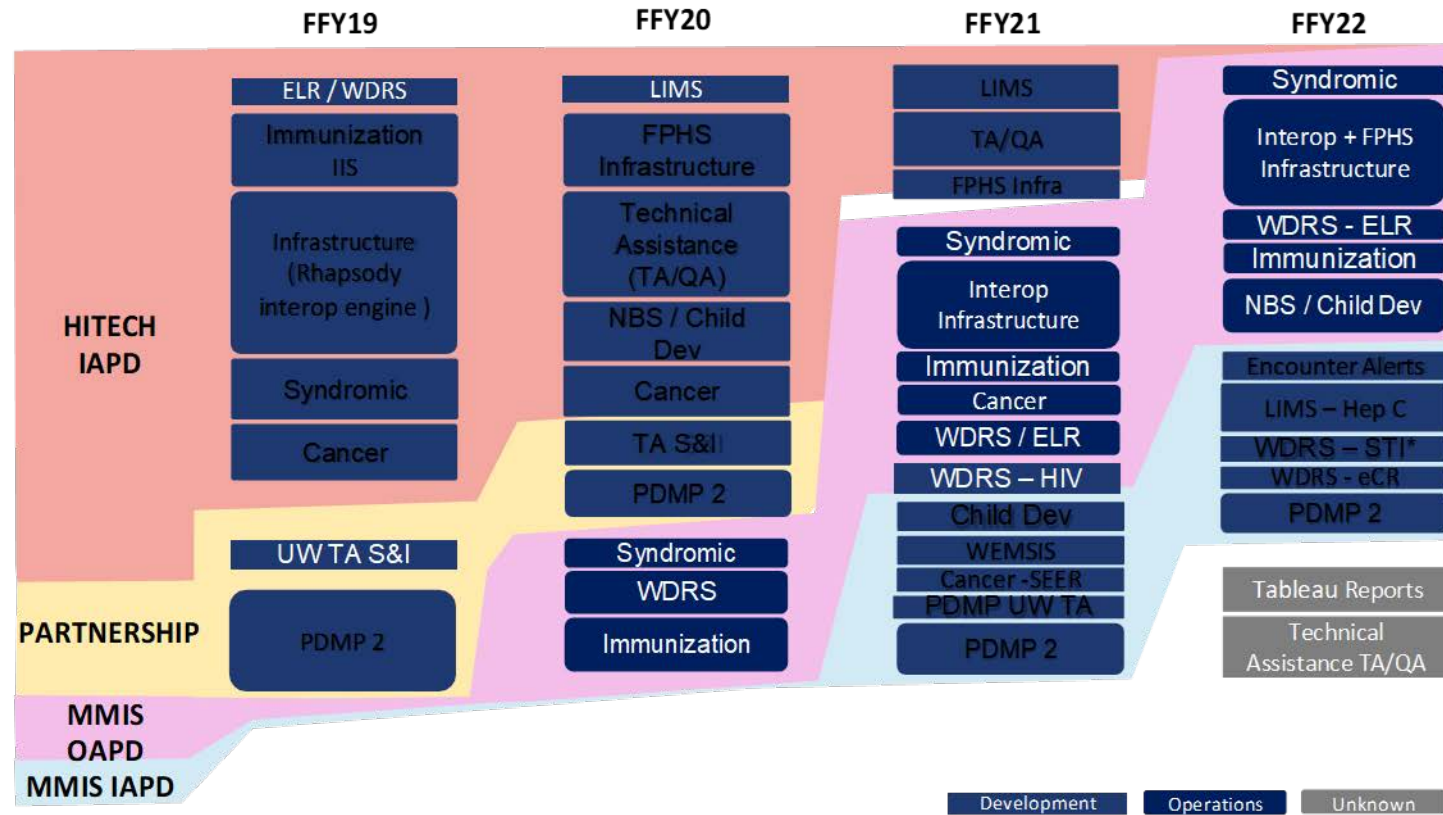 FFY19
FFY20
FFY21
FFY22
HITECH
IAPD
PARTNERSHIP
MMIS
OAPD
MMIS IAPD
ELR / WDRS
Immunization
IIS
Infrastructure
(Rhapsody
interop engine )
Syndromic
Cancer
UW TA S&I
PDMP 2
LIMS
FPHS
Infrastructure
Technical
Assistance
(TA/QA)
NBS / Child
Dev
Cancer
TA S&I
PDMP 2
Syndromic
WDRS
Immunization
LIMS
TA/QA
FPHS Infra
Syndromic
Interop
Infrastructure
Immunization
Cancer
WDRS / ELR
WDRS – HIV
Child Dev
WEMSIS
Cancer -SEER
PDMP UW TA
PDMP 2
Syndromic
Interop + FPHS
Infrastructure
WDRS - ELR
Immunization
NBS / Child Dev
Encounter Alerts
LIMS – Hep C
WDRS – STI*
WDRS - eCR
PDMP 2
Tableau Reports
Technical
Assistance TA/QA
Development
Operations
Unknown